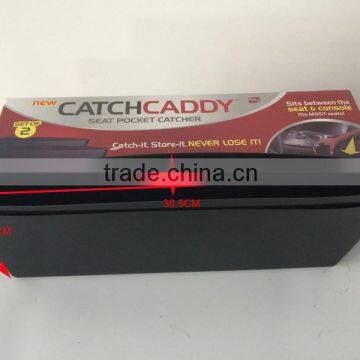 new CATCHCADDY
SEAT POCKET CATCHER
SET OF
2
Catch-it. Store-it. NEVER LOSE IT!
Sits between the
seat & console
fits MOST seats!
trade.china.cn
36.5CM
CM